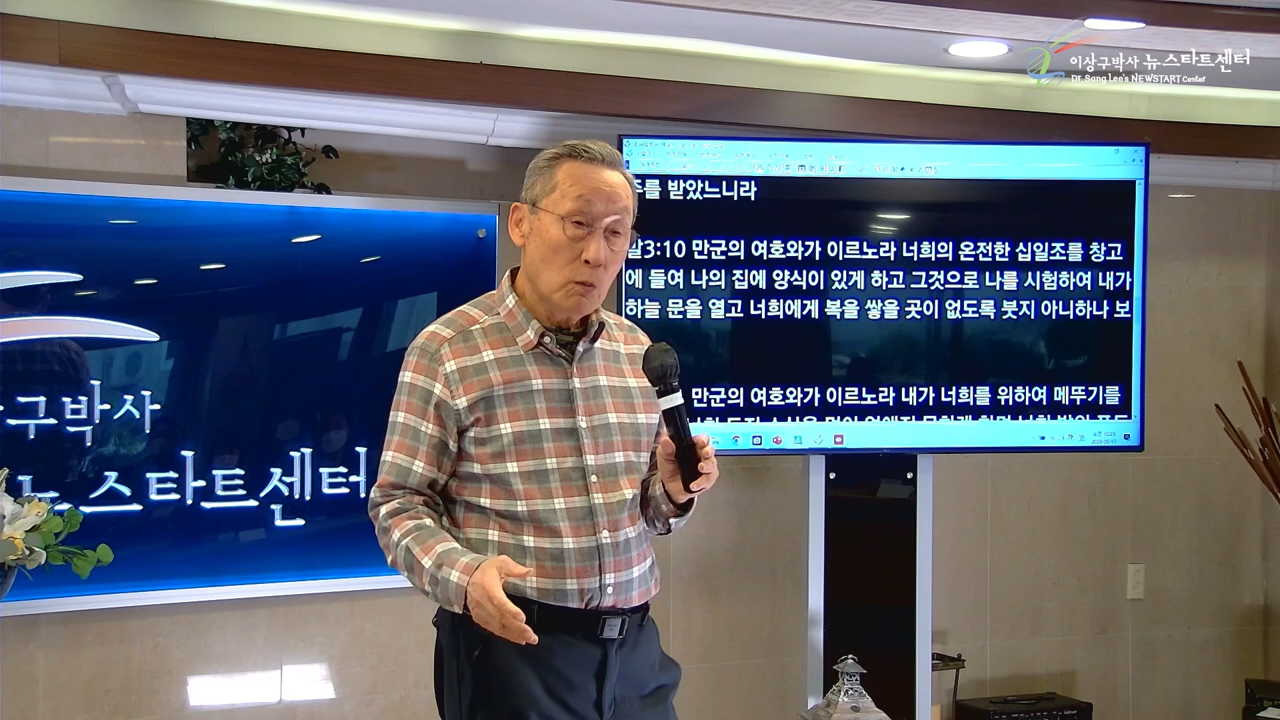 이상구박사 뉴스타트센터
Dr. Sang Lee's NEWSTART Center
주를 받았느니라
말3:10 만군의 여호와가 이르노라 너희의 온전한 십일조를 창고
에 들여 나의 집에 양식이 있게 하고 그것으로 나를 시험하여 내가
하늘 문을 열고 너희에게 복을 쌓을 곳이 없도록 붓지 아니하나 보
만군의 여호와가 이르노라 내가 너희를 위하여 메뚜기를
구박사
뉴스타트센터